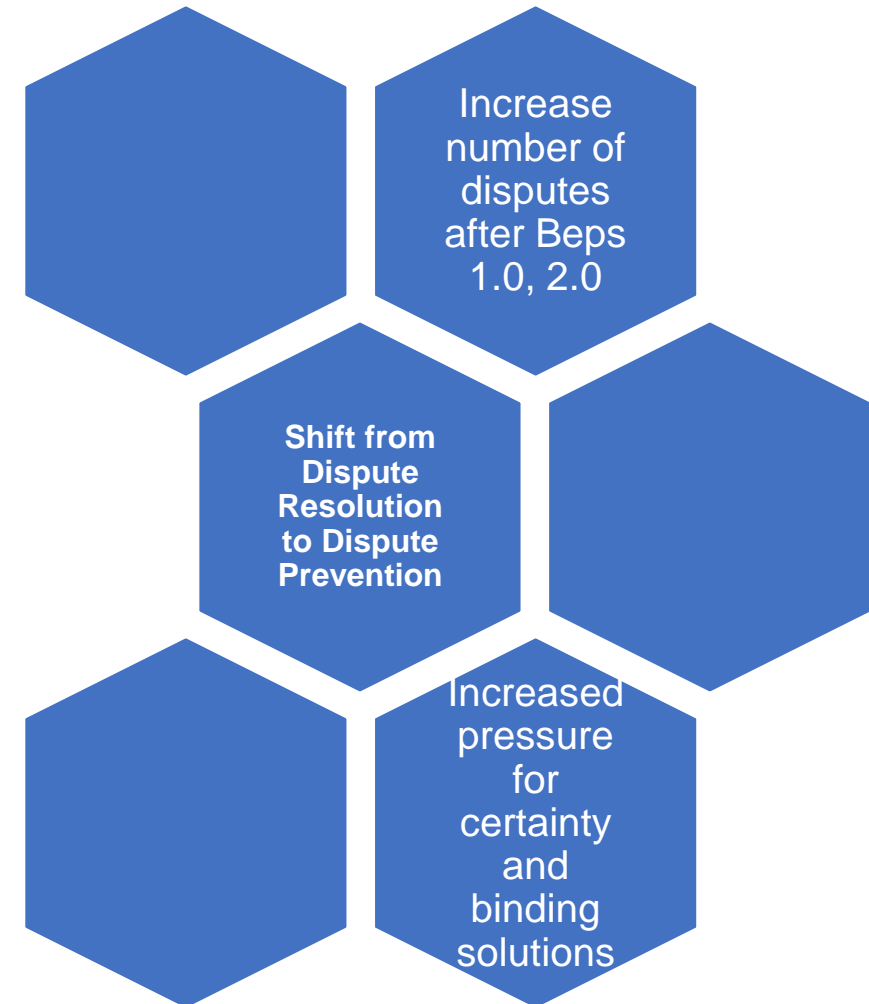 Increase
number of
disputes
after Beps
1.0, 2.0
Shift from
Dispute
Resolution
to Dispute
Prevention
Increased
pressure
for
certainty
and
binding
solutions